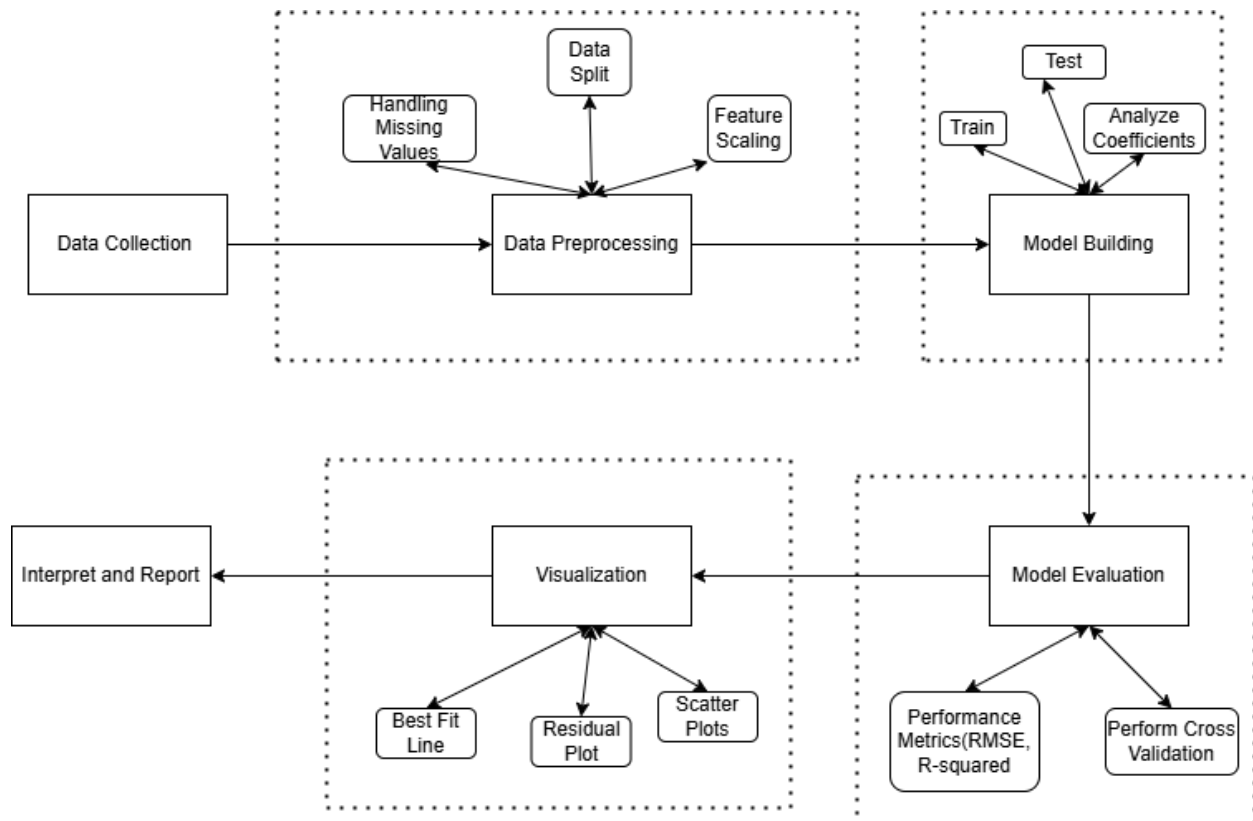 Data
Split
Handling
Missing
Values
Feature
Scaling
Test
Train
Analyze
Coefficients
Data Collection
Data Preprocessing
Model Building
Interpret and Report
Visualization
Model Evaluation
Best Fit
Line
Residual
Plot
Scatter
Plots
Performance
Metrics(RMSE,
R-squared
Perform Cross
Validation